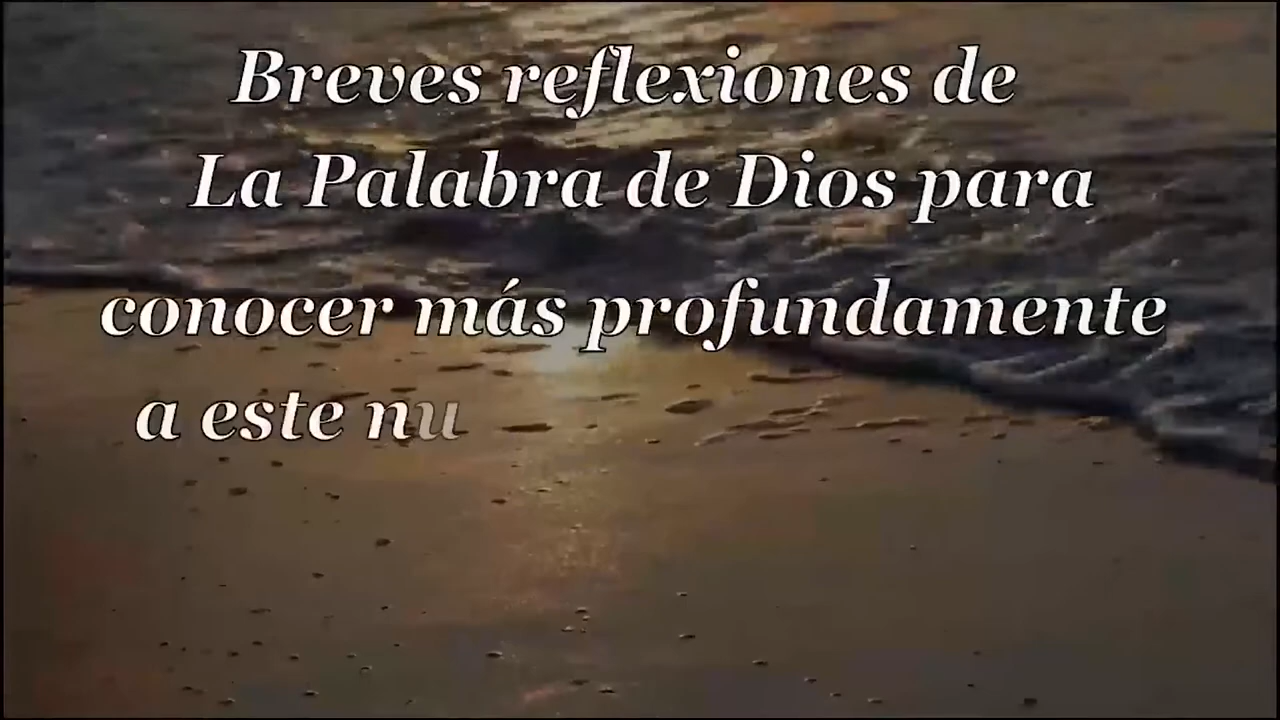 Breves reflexiones de
La Palabra de Dios para
conocer más profundamente
a este nu